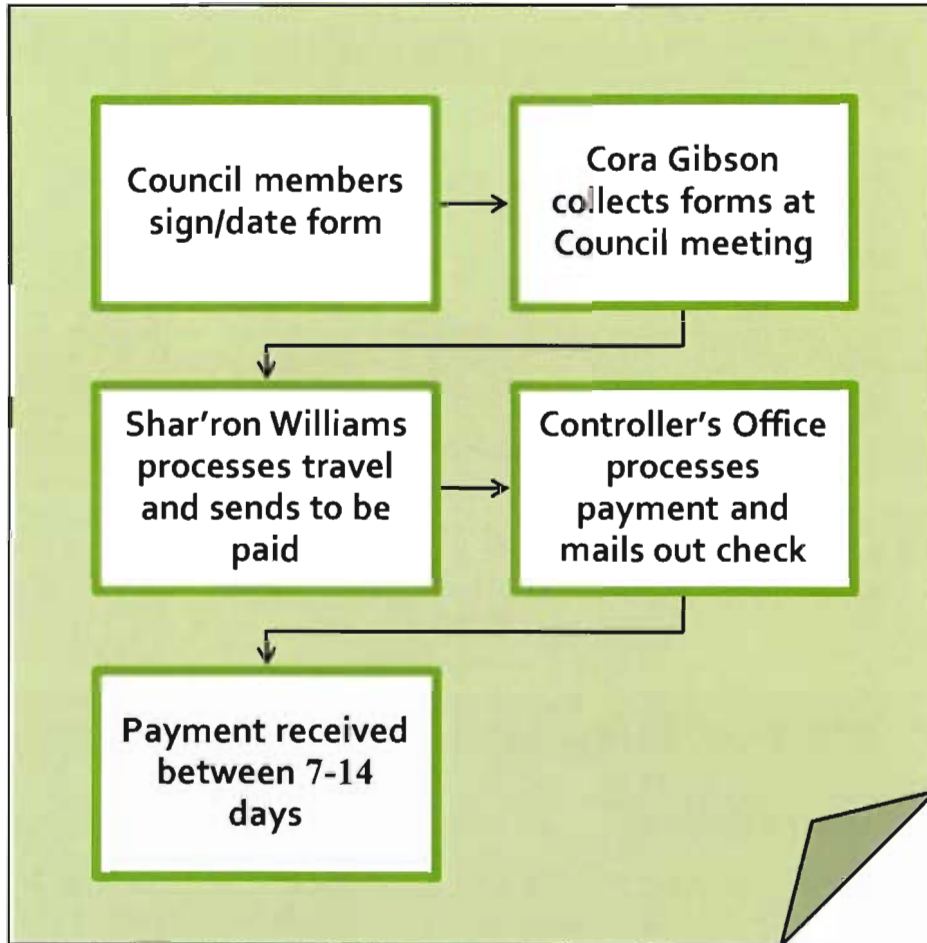 Council members
sign/date form
Cora Gibson
collects forms at
Council meeting
Shar'ron Williams
processes travel
and sends to be
paid
Controller's Office
processes
payment and
mails out check
Payment received
between 7-14
days